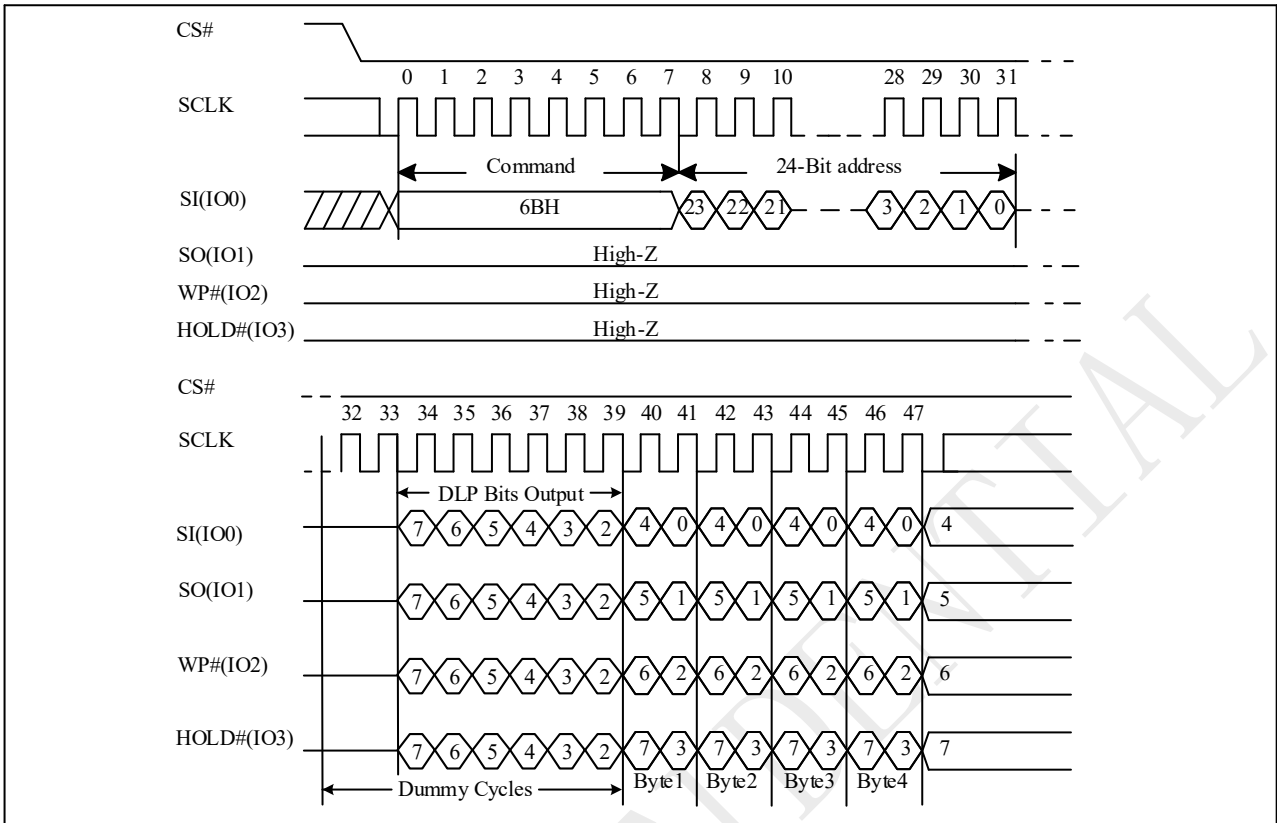 CS#
0 1 2 3 4 5 6 7 8 9 10 28 29 30 31
SCLK
Command 24-Bit address
SI(IO0) 6BH 23 22 21 3 2 1 0
SO(IO1) High-Z
WP#(IO2) High-Z
HOLD#(IO3) High-Z
CS#
32 33 34 35 36 37 38 39 40 41 42 43 44 45 46 47
SCLK
DLP Bits Output
SI(IO0) 7 6 5 4 3 2 4 0 4 0 4 0 4 0 4
SO(IO1) 7 6 5 4 3 2 5 1 5 1 5 1 5 1 5
WP#(IO2) 7 6 5 4 3 2 6 2 6 2 6 2 6 2 6
HOLD#(IO3) 7 6 5 4 3 2 7 3 7 3 7 3 7 3 7
Dummy Cycles Byte1 Byte2 Byte3 Byte4